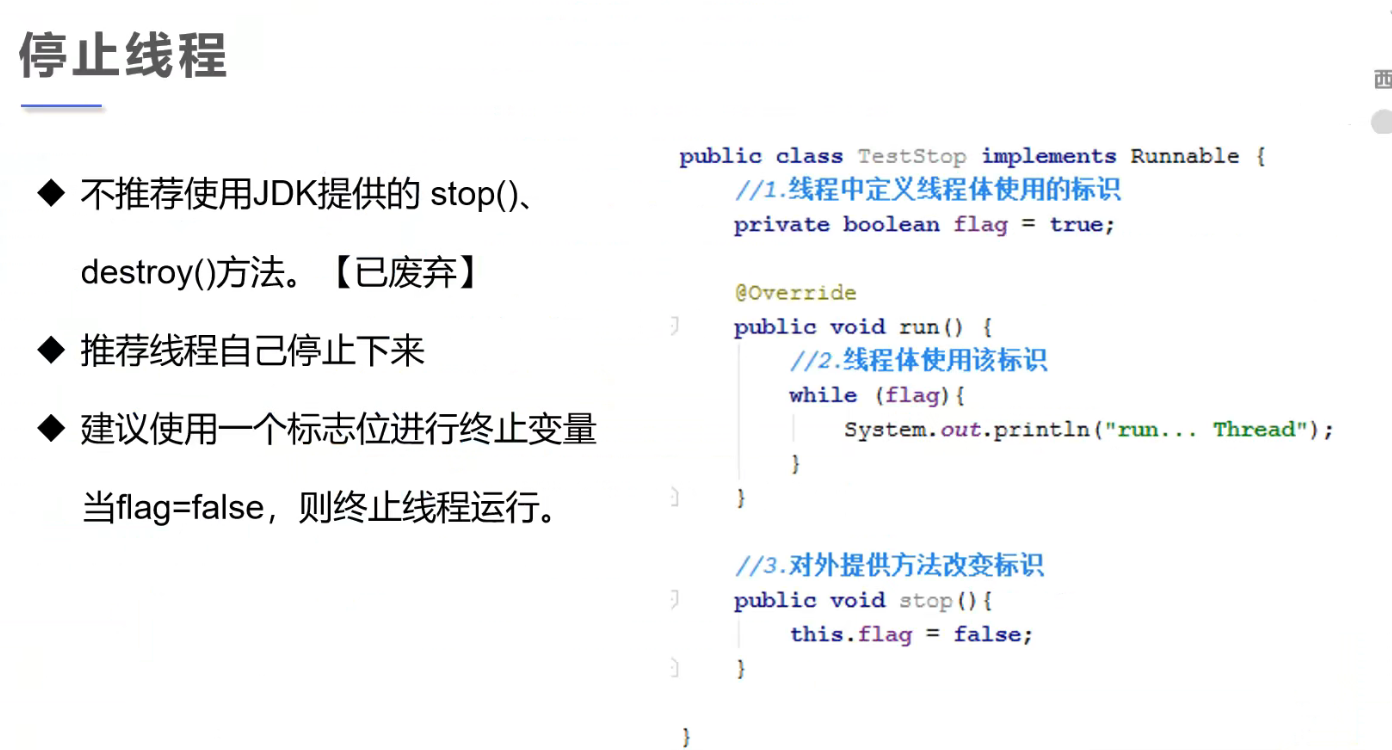 停止线程
西
◆ 不推荐使用JDK提供的 stop()、
destroy()方法。【已废弃】
◆ 推荐线程自己停止下来
◆ 建议使用一个标志位进行终止变量
当flag=false，则终止线程运行。
public class TestStop implements Runnable {
//1.线程中定义线程体使用的标识
private boolean flag = true;
@Override
public void run() {
//2.线程体使用该标识
while (flag){
System.out.println("run... Thread");
}
}
//3.对外提供方法改变标识
public void stop(){
this.flag = false;
}
}